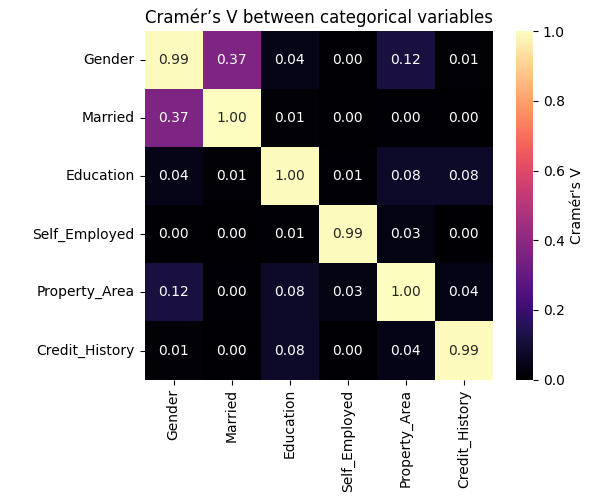 Cramér’s V between categorical variables
Gender 0.99 0.37 0.04 0.00 0.12 0.01
Married 0.37 1.00 0.01 0.00 0.00 0.00
Education 0.04 0.01 1.00 0.01 0.08 0.08
Self_Employed 0.00 0.00 0.01 0.99 0.03 0.00
Property_Area 0.12 0.00 0.08 0.03 1.00 0.04
Credit_History 0.01 0.00 0.08 0.00 0.04 0.99
Gender
Married
Education
Self_Employed
Property_Area
Credit_History
1.0
0.8
0.6
0.4
0.2
0.0
Cramér's V